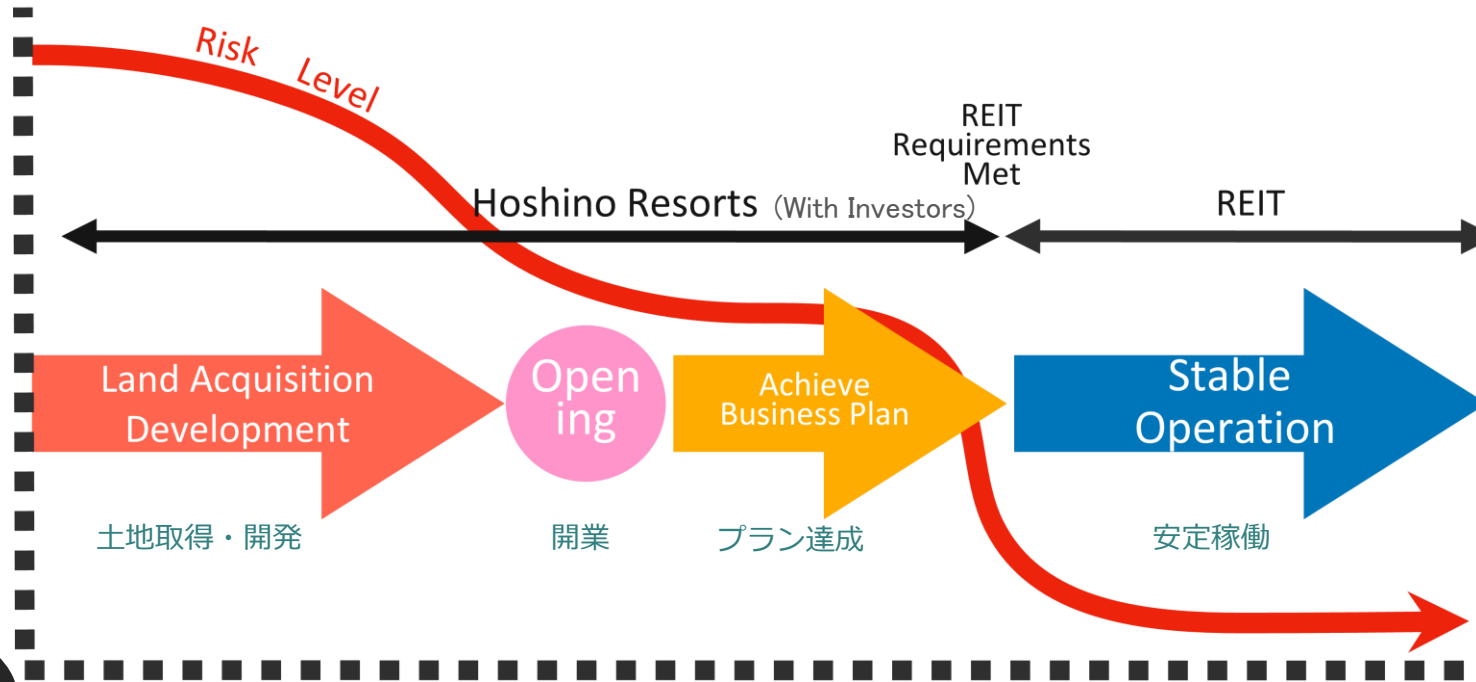 Risk Level
REIT
Requirements
Met
Hoshino Resorts (With Investors)
REIT
Land Acquisition
Development
Open
ing
Achieve
Business Plan
Stable
Operation
土地取得・開発
開業
プラン達成
安定稼働